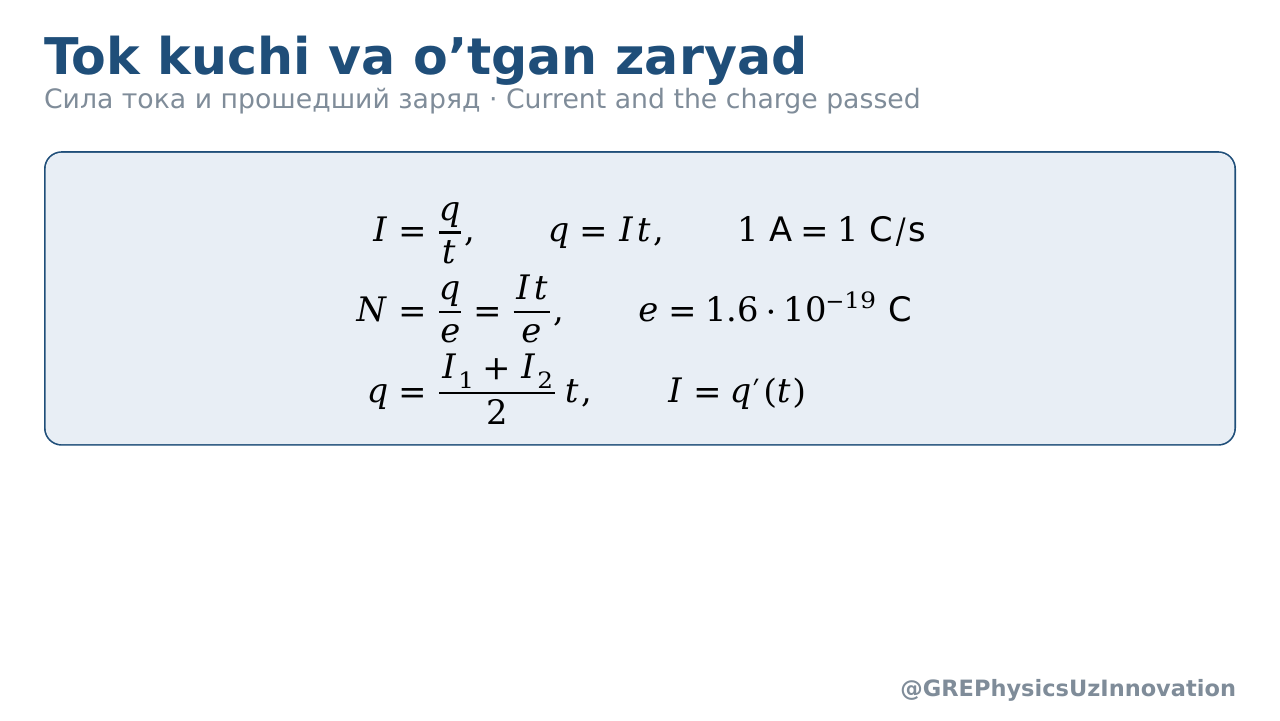 Tok kuchi va o’tgan zaryad
Сила тока и прошедший заряд · Current and the charge passed
I = q/t, q = It, 1 A = 1 C/s
N = q/e = It/e, e = 1.6 · 10⁻¹⁹ C
q = (I₁ + I₂)/2 t, I = q′(t)
@GREPhysicsUzInnovation